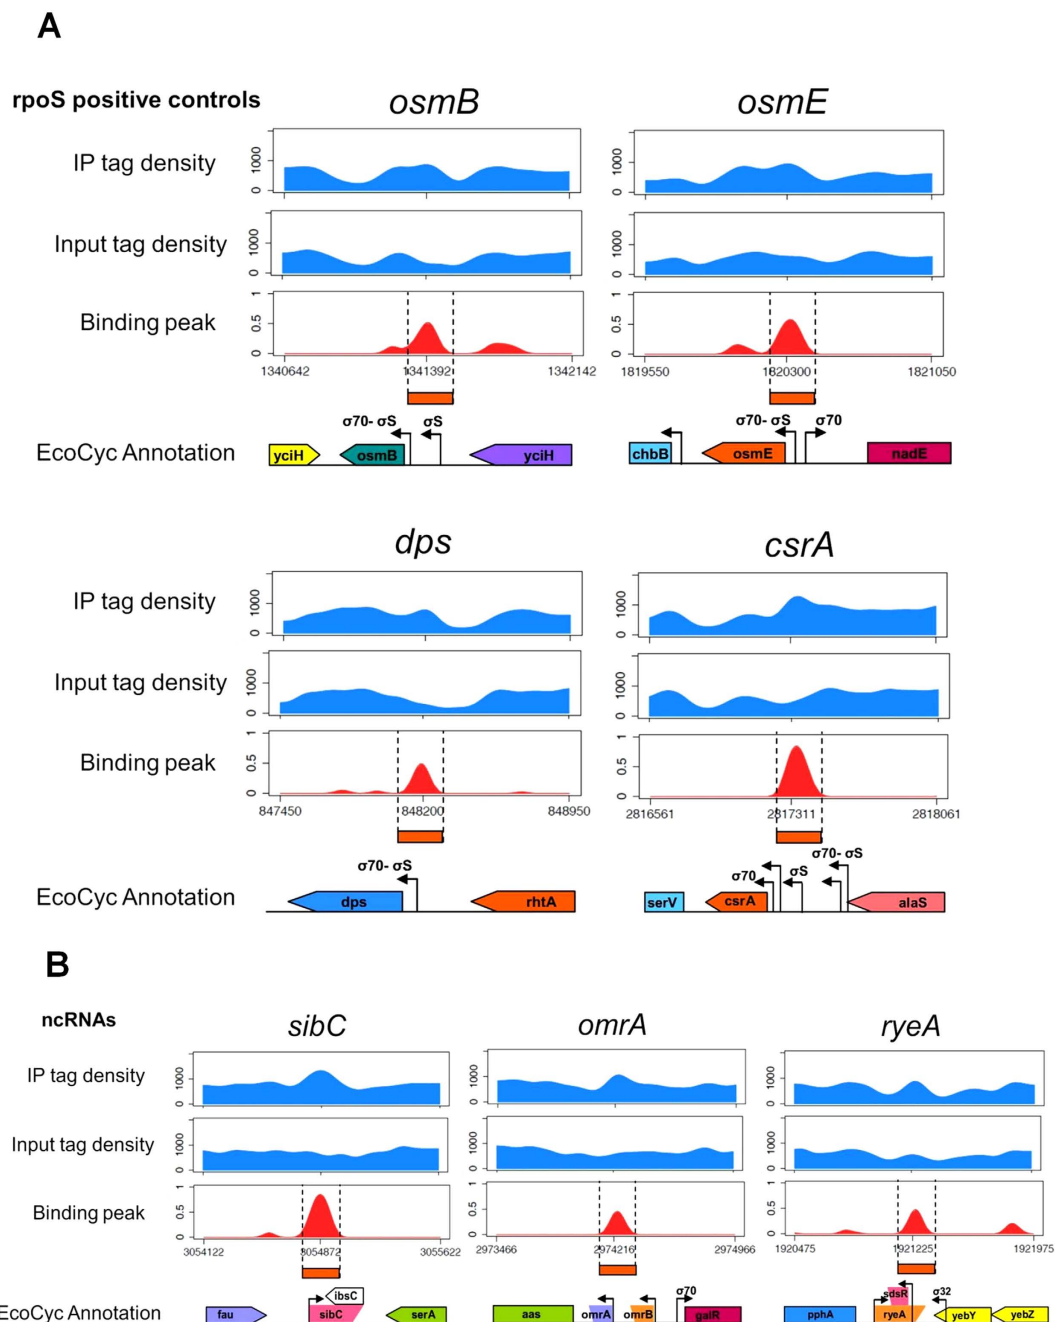 A
rpoS positive controls
osmB
osmE
IP tag density
1000
0
1000
0
Input tag density
1000
0
1000
0
Binding peak
1
0.5
0
1
0.5
0
1340642
1341392
1342142
1819550
1820300
1821050
EcoCyc Annotation
σ70- σS
σS
σ70- σS
σ70
yciH
osmB
yciH
chbB
osmE
nadE
dps
csrA
IP tag density
1000
0
1000
0
Input tag density
1000
0
1000
0
Binding peak
1
0.5
0
1
0.5
0
847450
848200
848950
2816561
2817311
2818061
EcoCyc Annotation
σ70- σS
σ70
σS
σ70- σS
dps
rhtA
serV
csrA
alaS
B
ncRNAs
sibC
omrA
ryeA
IP tag density
1000
0
1000
0
1000
0
Input tag density
1000
0
1000
0
1000
0
Binding peak
1
0.5
0
1
0.5
0
1
0.5
0
3054122
3054872
3055622
2973466
2974216
2974966
1920475
1921225
1921975
EcoCyc Annotation
ibsC
σ70
sdsR
σ32
fau
sibC
serA
aas
omrA
omrB
galR
pphA
ryeA
yebY
yebZ